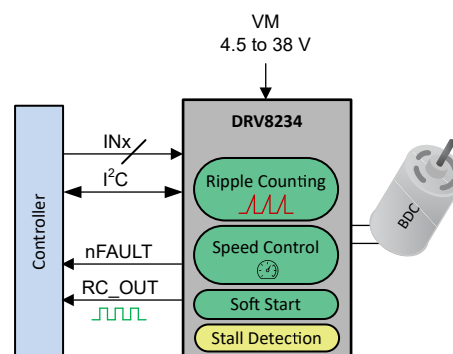 VM
4.5 to 38 V
DRV8234
INx
I²C
Ripple Counting
Speed Control
nFAULT
RC_OUT
Soft Start
Stall Detection
Controller
BDC